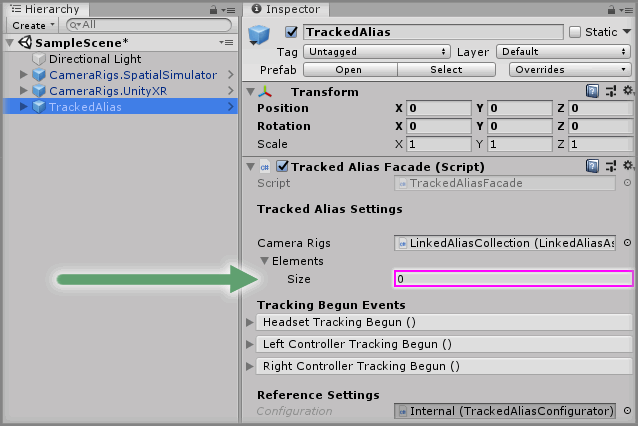 Hierarchy
Create
All
SampleScene*
Directional Light
CameraRigs.SpatialSimulator
CameraRigs.UnityXR
TrackedAlias
Inspector
TrackedAlias
Static
Tag Untagged Layer Default
Prefab Open Select Overrides
Transform
Position X 0 Y 0 Z 0
Rotation X 0 Y 0 Z 0
Scale X 1 Y 1 Z 1
Tracked Alias Facade (Script)
Script TrackedAliasFacade
Tracked Alias Settings
Camera Rigs LinkedAliasCollection (LinkedAliasAs
Elements
Size 0
Tracking Begun Events
Headset Tracking Begun ()
Left Controller Tracking Begun ()
Right Controller Tracking Begun ()
Reference Settings
Configuration Internal (TrackedAliasConfigurator)